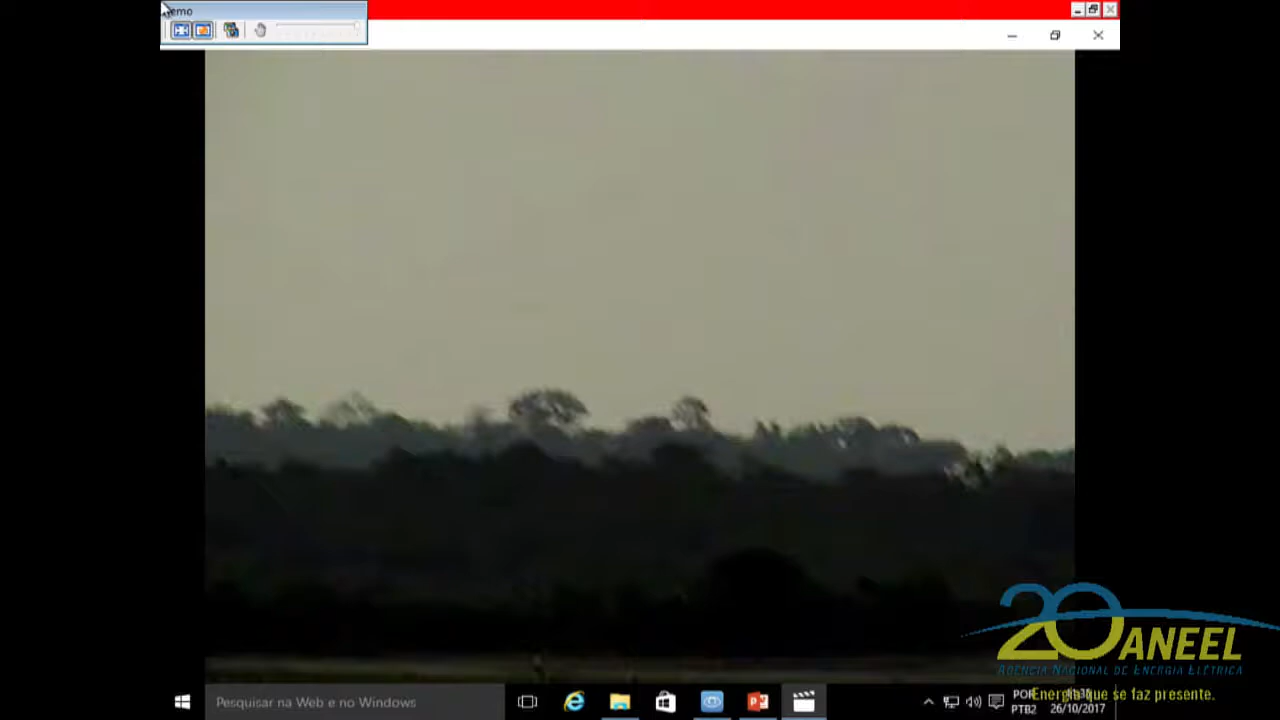 emo
20 ANEEL
AGÊNCIA NACIONAL DE ENERGIA ELÉTRICA
Energia que se faz presente.
Pesquisar na Web e no Windows
POR
PTB2
26/10/2017